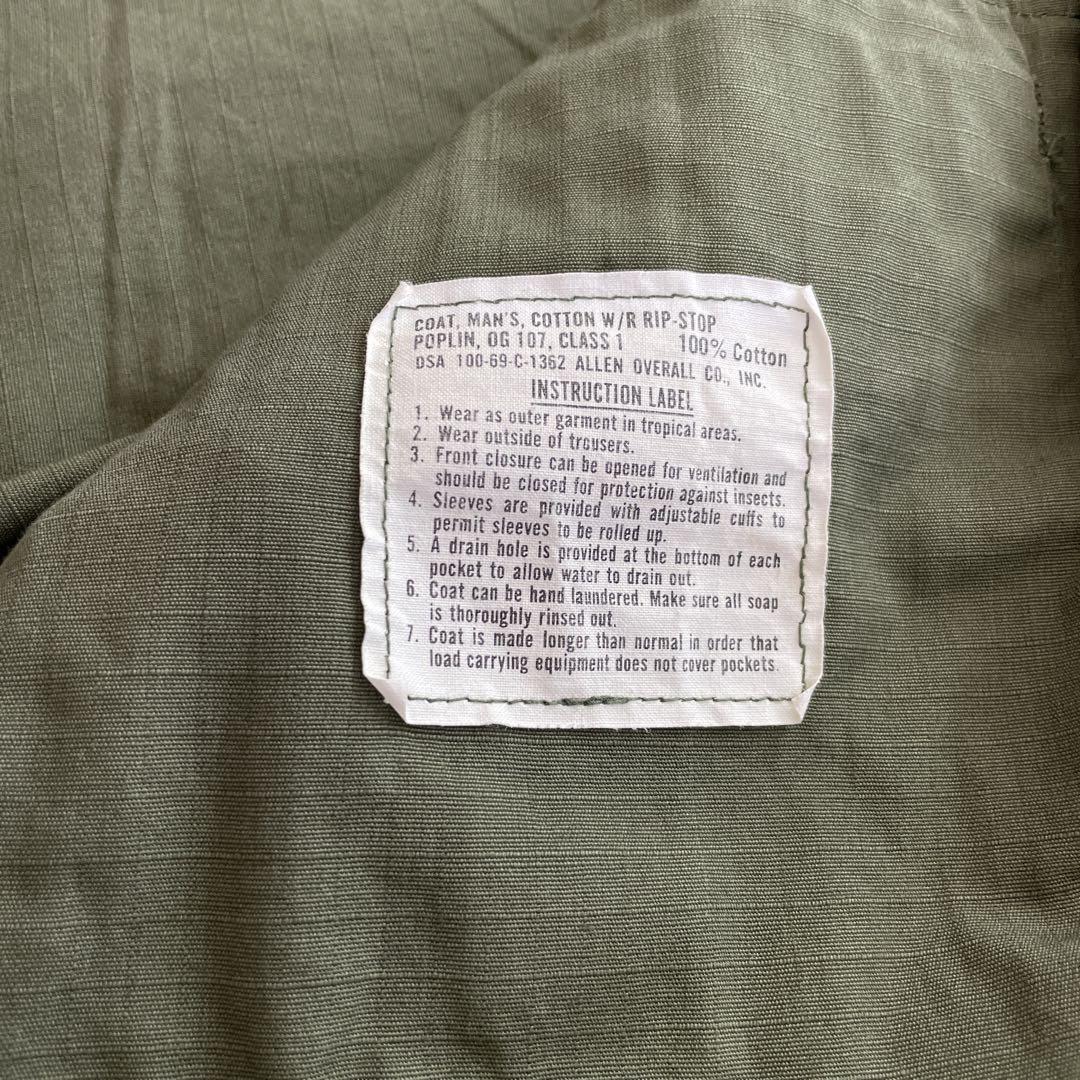 COAT, MAN'S, COTTON W/R RIP-STOP
POPLIN, OG 107, CLASS 1 100% Cotton
DSA 100-69-C-1362 ALLEN OVERALL CO., INC.
INSTRUCTION LABEL
1. Wear as outer garment in tropical areas.
2. Wear outside of trousers.
3. Front closure can be opened for ventilation and
should be closed for protection against insects.
4. Sleeves are provided with adjustable cuffs to
permit sleeves to be rolled up.
5. A drain hole is provided at the bottom of each
pocket to allow water to drain out.
6. Coat can be hand laundered. Make sure all soap
is thoroughly rinsed out.
7. Coat is made longer than normal in order that
load carrying equipment does not cover pockets.